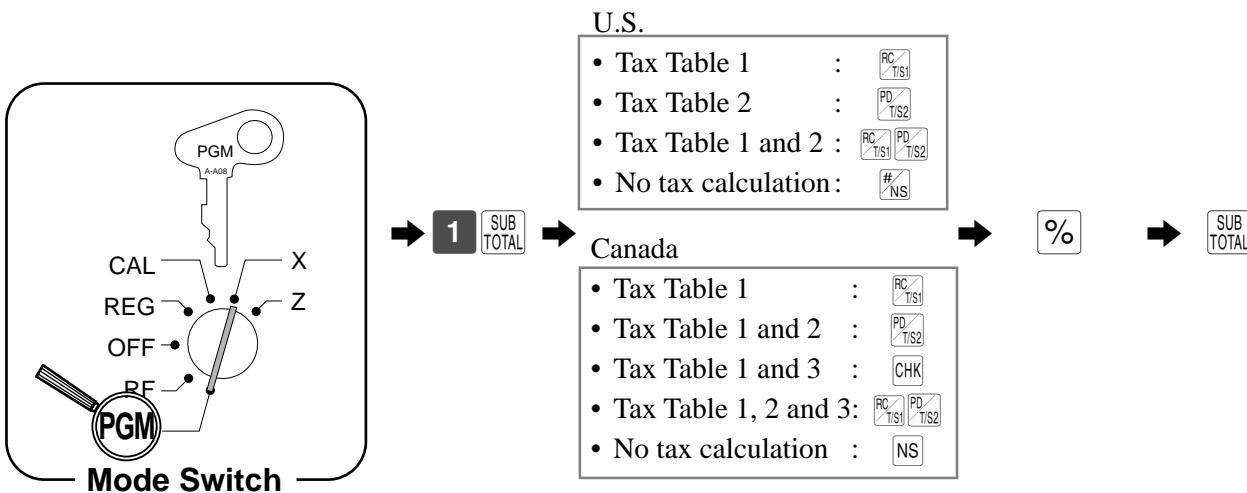 U.S.
• Tax Table 1 : RC/T/S1
• Tax Table 2 : PD/T/S2
• Tax Table 1 and 2 : RC/T/S1 PD/T/S2
• No tax calculation : #/NS
PGM
A-A08
1 SUB TOTAL
% SUB TOTAL
Canada
• Tax Table 1 : RC/T/S1
• Tax Table 1 and 2 : PD/T/S2
• Tax Table 1 and 3 : CHK
• Tax Table 1, 2 and 3: RC/T/S1 PD/T/S2
• No tax calculation : NS
CAL X
REG Z
OFF
RF
PGM
Mode Switch